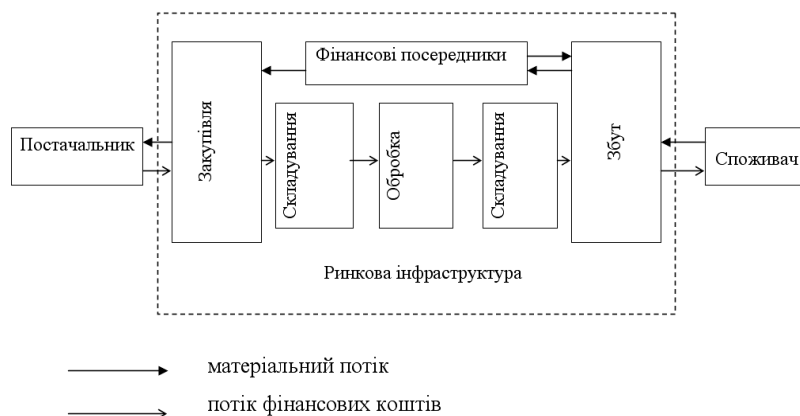 Фінансові посередники
Постачальник
Закупівля
Складування
Обробка
Складування
Збут
Споживач
Ринкова інфраструктура
матеріальний потік
потік фінансових коштів